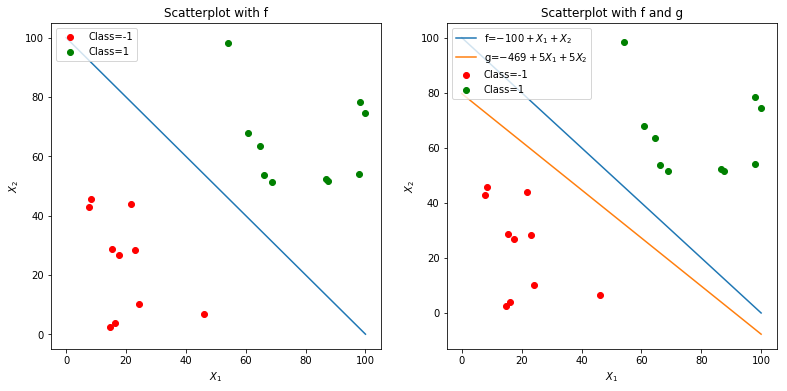 Scatterplot with f
Class=-1
Class=1
100
80
60
40
20
0
X₂
0 20 40 60 80 100
X₁
Scatterplot with f and g
f=−100 + X₁ + X₂
g=−469 + 5X₁ + 5X₂
Class=-1
Class=1
100
80
60
40
20
0
X₂
0 20 40 60 80 100
X₁